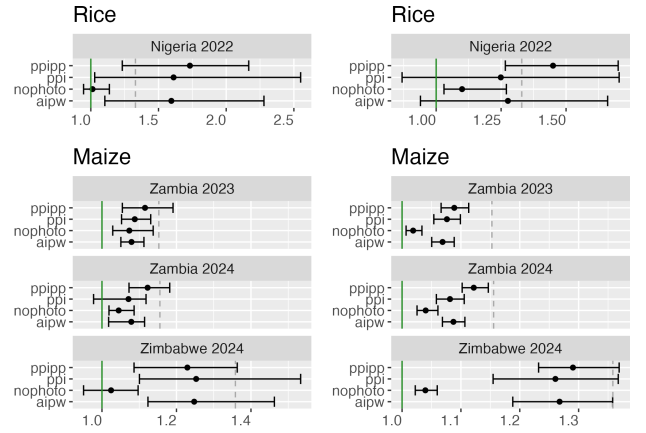 Rice
Nigeria 2022
ppipp
ppi
nophoto
aipw
1.0 1.5 2.0 2.5
Maize
Zambia 2023
ppipp
ppi
nophoto
aipw
Zambia 2024
ppipp
ppi
nophoto
aipw
Zimbabwe 2024
ppipp
ppi
nophoto
aipw
1.0 1.2 1.4
Rice
Nigeria 2022
ppipp
ppi
nophoto
aipw
1.00 1.25 1.50
Maize
Zambia 2023
ppipp
ppi
nophoto
aipw
Zambia 2024
ppipp
ppi
nophoto
aipw
Zimbabwe 2024
ppipp
ppi
nophoto
aipw
1.0 1.1 1.2 1.3